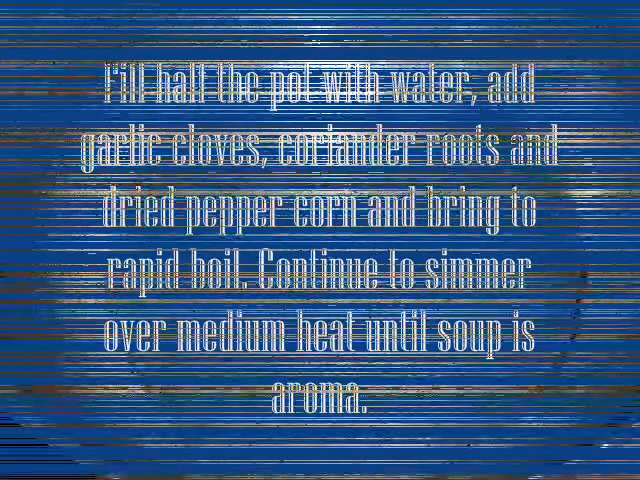 Fill half the pot with water, add
garlic cloves, coriander roots and
dried pepper corn and bring to
rapid boil. Continue to simmer
over medium heat until soup is
aroma.